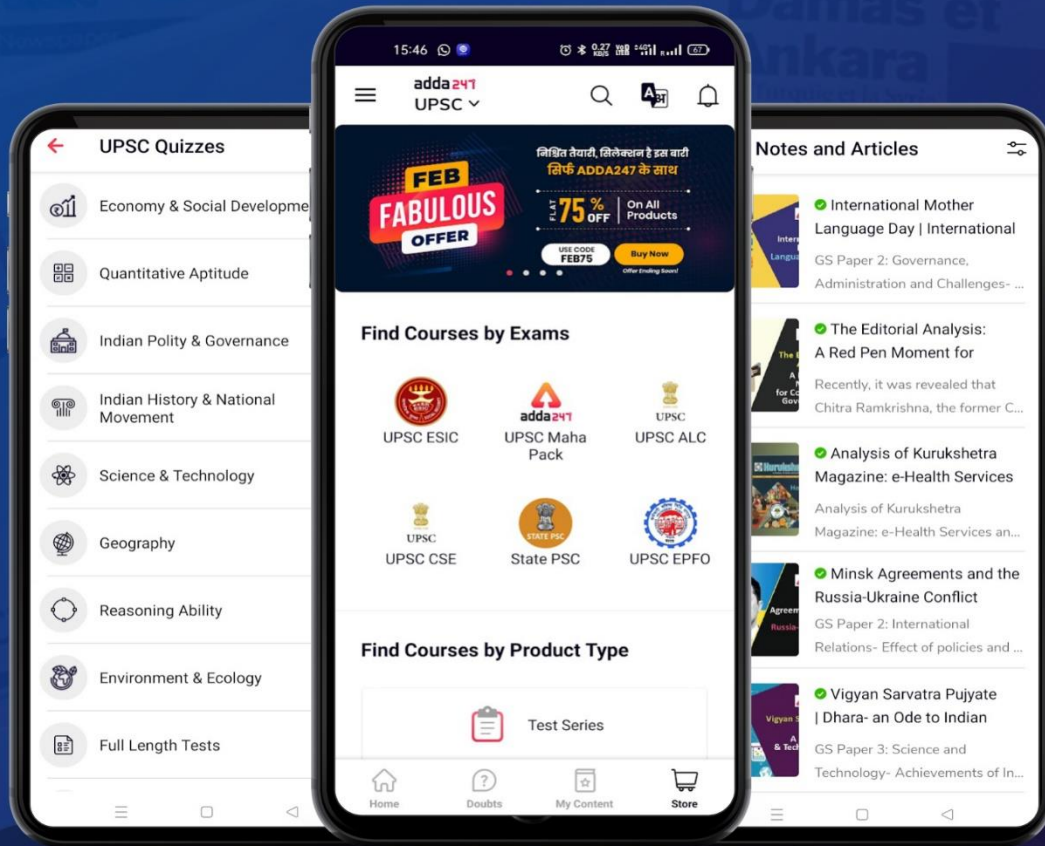 UPSC Quizzes
Economy & Social Developme
Quantitative Aptitude
Indian Polity & Governance
Indian History & National
Movement
Science & Technology
Geography
Reasoning Ability
Environment & Ecology
Full Length Tests
15:46
0.27
KB/S
67
adda247
UPSC
FEB
FABULOUS
OFFER
निश्चित तैयारी, सिलेक्शन है इस बारी
सिर्फ ADDA247 के साथ
FLAT 75% OFF
On All
Products
USE CODE
FEB75
Buy Now
Offer Ending Soon!
Find Courses by Exams
UPSC ESIC
adda247
UPSC Maha
Pack
UPSC
UPSC ALC
UPSC
UPSC CSE
STATE PSC
State PSC
UPSC EPFO
Find Courses by Product Type
Test Series
Home
Doubts
My Content
Store
Notes and Articles
International Mother
Language Day | International
GS Paper 2: Governance,
Administration and Challenges- ...
The Editorial Analysis:
A Red Pen Moment for
Recently, it was revealed that
Chitra Ramkrishna, the former C...
Analysis of Kurukshetra
Magazine: e-Health Services
Analysis of Kurukshetra
Magazine: e-Health Services an...
Minsk Agreements and the
Russia-Ukraine Conflict
GS Paper 2: International
Relations- Effect of policies and ...
Vigyan Sarvatra Pujyate
| Dhara- an Ode to Indian
GS Paper 3: Science and
Technology- Achievements of In...
Damas et
Ankara